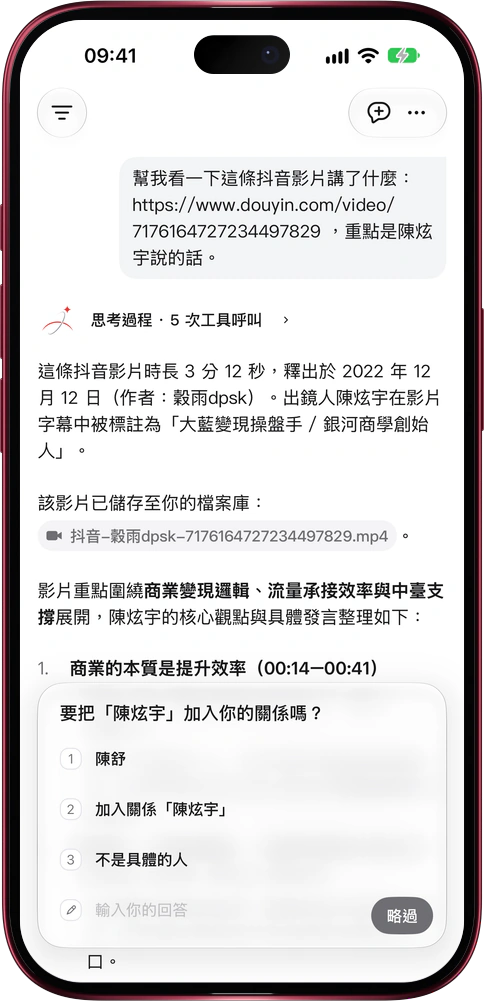 09:41
幫我看一下這條抖音影片講了什麼：
https://www.douyin.com/video/
7176164727234497829 ，重點是陳炫
宇說的話。
思考過程 · 5 次工具呼叫
這條抖音影片時長 3 分 12 秒，釋出於 2022 年 12
月 12 日（作者：穀雨dpsk）。出鏡人陳炫宇在影片
字幕中被標註為「大藍變現操盤手 / 銀河商學創始
人」。
該影片已儲存至你的檔案庫：
抖音-穀雨dpsk-7176164727234497829.mp4 。
影片重點圍繞商業變現邏輯、流量承接效率與中臺支
撐展開，陳炫宇的核心觀點與具體發言整理如下：
1. 商業的本質是提升效率（00:14—00:41）
要把「陳炫宇」加入你的關係嗎？
1 陳舒
2 加入關係「陳炫宇」
3 不是具體的人
輸入你的回答
略過
口。